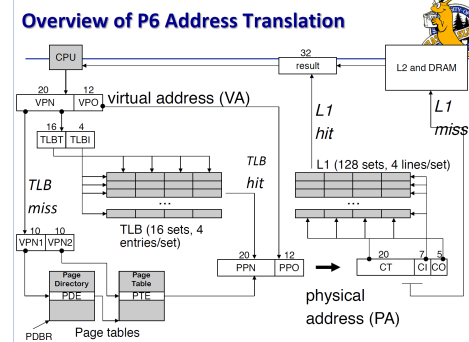 Overview of P6 Address Translation
CPU
32
result
L2 and DRAM
20 12
VPN VPO
virtual address (VA)
L1
hit
L1
miss
16 4
TLBT TLBI
TLB
miss
TLB
hit
L1 (128 sets, 4 lines/set)
...
...
TLB (16 sets, 4
entries/set)
10 10
VPN1 VPN2
20 12
PPN PPO
20 7 5
CT CI CO
Page
Directory
PDE
Page
Table
PTE
physical
address (PA)
PDBR
Page tables